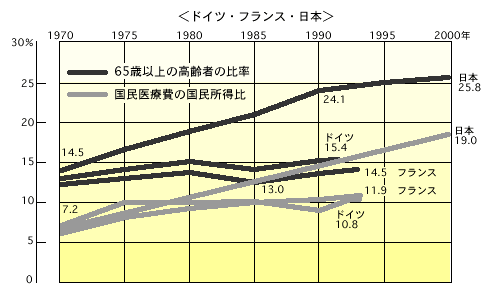 ＜ドイツ・フランス・日本＞
1970 1975 1980 1985 1990 1995 2000年
30%
65歳以上の高齢者の比率
国民医療費の国民所得比
25
20
15
10
5
0
日本
25.8
24.1
日本
19.0
14.5
ドイツ
15.4
14.5 フランス
13.0
11.9 フランス
7.2
ドイツ
10.8